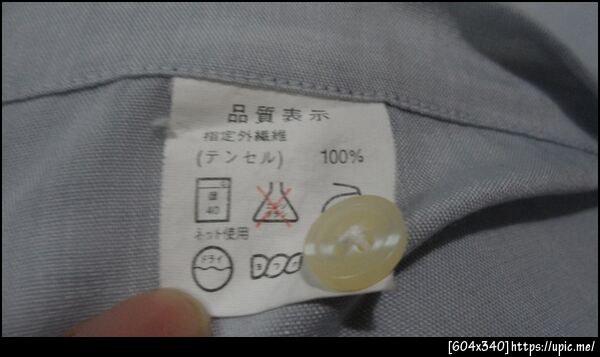 品質表示
指定外繊維
(テンセル) 100%
40
ネット使用
ドライ
[604x340]https://upic.me/